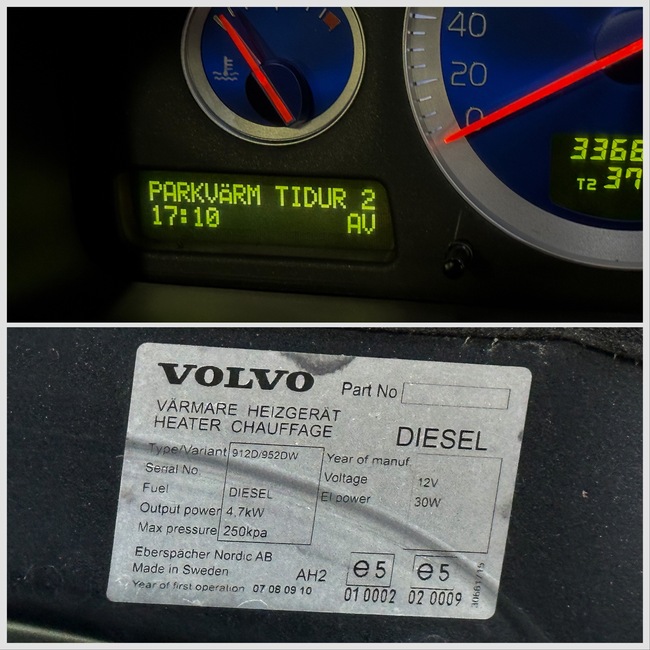 40
20
0
3368
T2 37
PARKVäRM TIDUR 2
17:10 AV
VOLVO
Part No
VÄRMARE HEIZGERÄT
HEATER CHAUFFAGE
DIESEL
Type/Variant 912D/952DW
Year of manuf.
Serial No.
Voltage 12V
Fuel DIESEL
El power 30W
Output power 4.7kW
Max pressure 250kpa
Eberspächer Nordic AB
Made in Sweden
AH2
e5 e5
Year of first operation 07 08 09 10
01 0002 02 0009